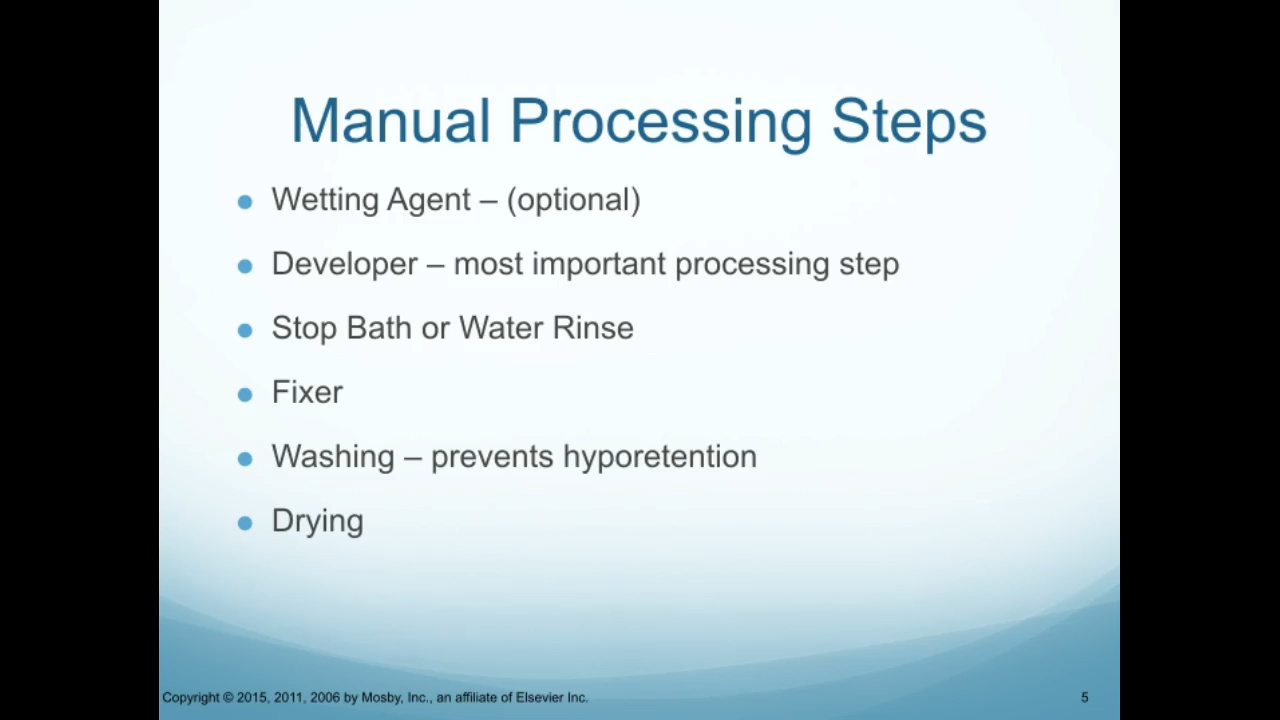 Manual Processing Steps
Wetting Agent – (optional)
Developer – most important processing step
Stop Bath or Water Rinse
Fixer
Washing – prevents hyporetention
Drying
Copyright © 2015, 2011, 2006 by Mosby, Inc., an affiliate of Elsevier Inc.
5